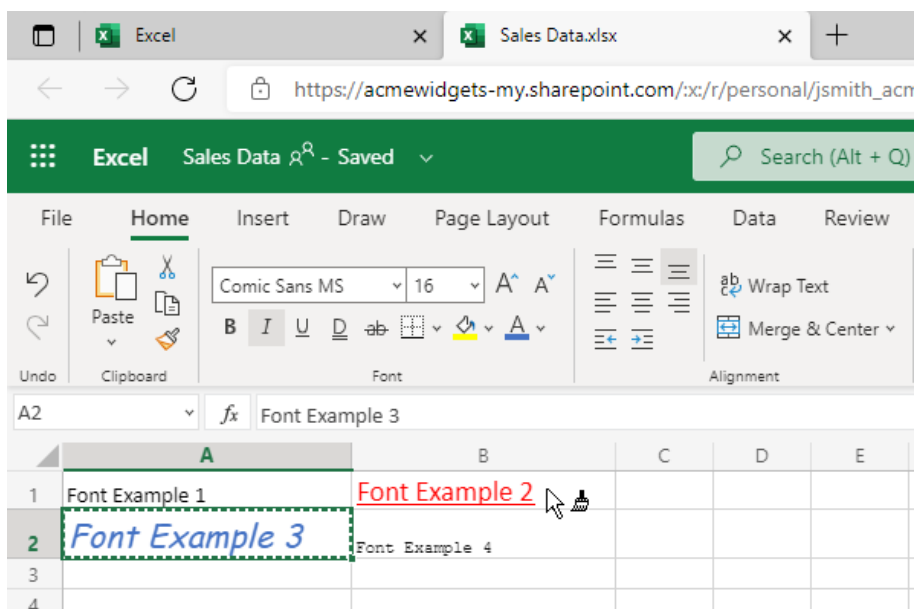 Excel
Sales Data.xlsx
https://acmewidgets-my.sharepoint.com/:x:/r/personal/jsmith_acm
Excel Sales Data - Saved Search (Alt + Q)
File Home Insert Draw Page Layout Formulas Data Review
Paste
Comic Sans MS 16 A^ A˅
B I U D ab A
ab c Wrap Text
Merge & Center
Undo Clipboard Font Alignment
A2 fx Font Example 3
A B C D E
1 Font Example 1 Font Example 2
2 Font Example 3 Font Example 4
3
4